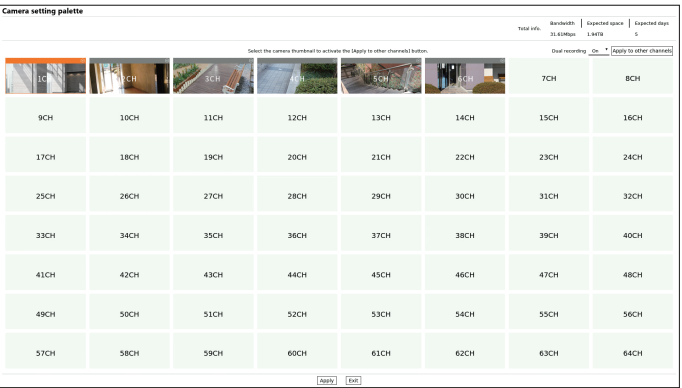 Camera setting palette
Total info.
Bandwidth Expected space Expected days
31.61Mbps 1.94TB 5
Select the camera thumbnail to activate the [Apply to other channels] button.
Dual recording On Apply to other channels
1CH 2CH 3CH 4CH 5CH 6CH 7CH 8CH
9CH 10CH 11CH 12CH 13CH 14CH 15CH 16CH
17CH 18CH 19CH 20CH 21CH 22CH 23CH 24CH
25CH 26CH 27CH 28CH 29CH 30CH 31CH 32CH
33CH 34CH 35CH 36CH 37CH 38CH 39CH 40CH
41CH 42CH 43CH 44CH 45CH 46CH 47CH 48CH
49CH 50CH 51CH 52CH 53CH 54CH 55CH 56CH
57CH 58CH 59CH 60CH 61CH 62CH 63CH 64CH
Apply Exit